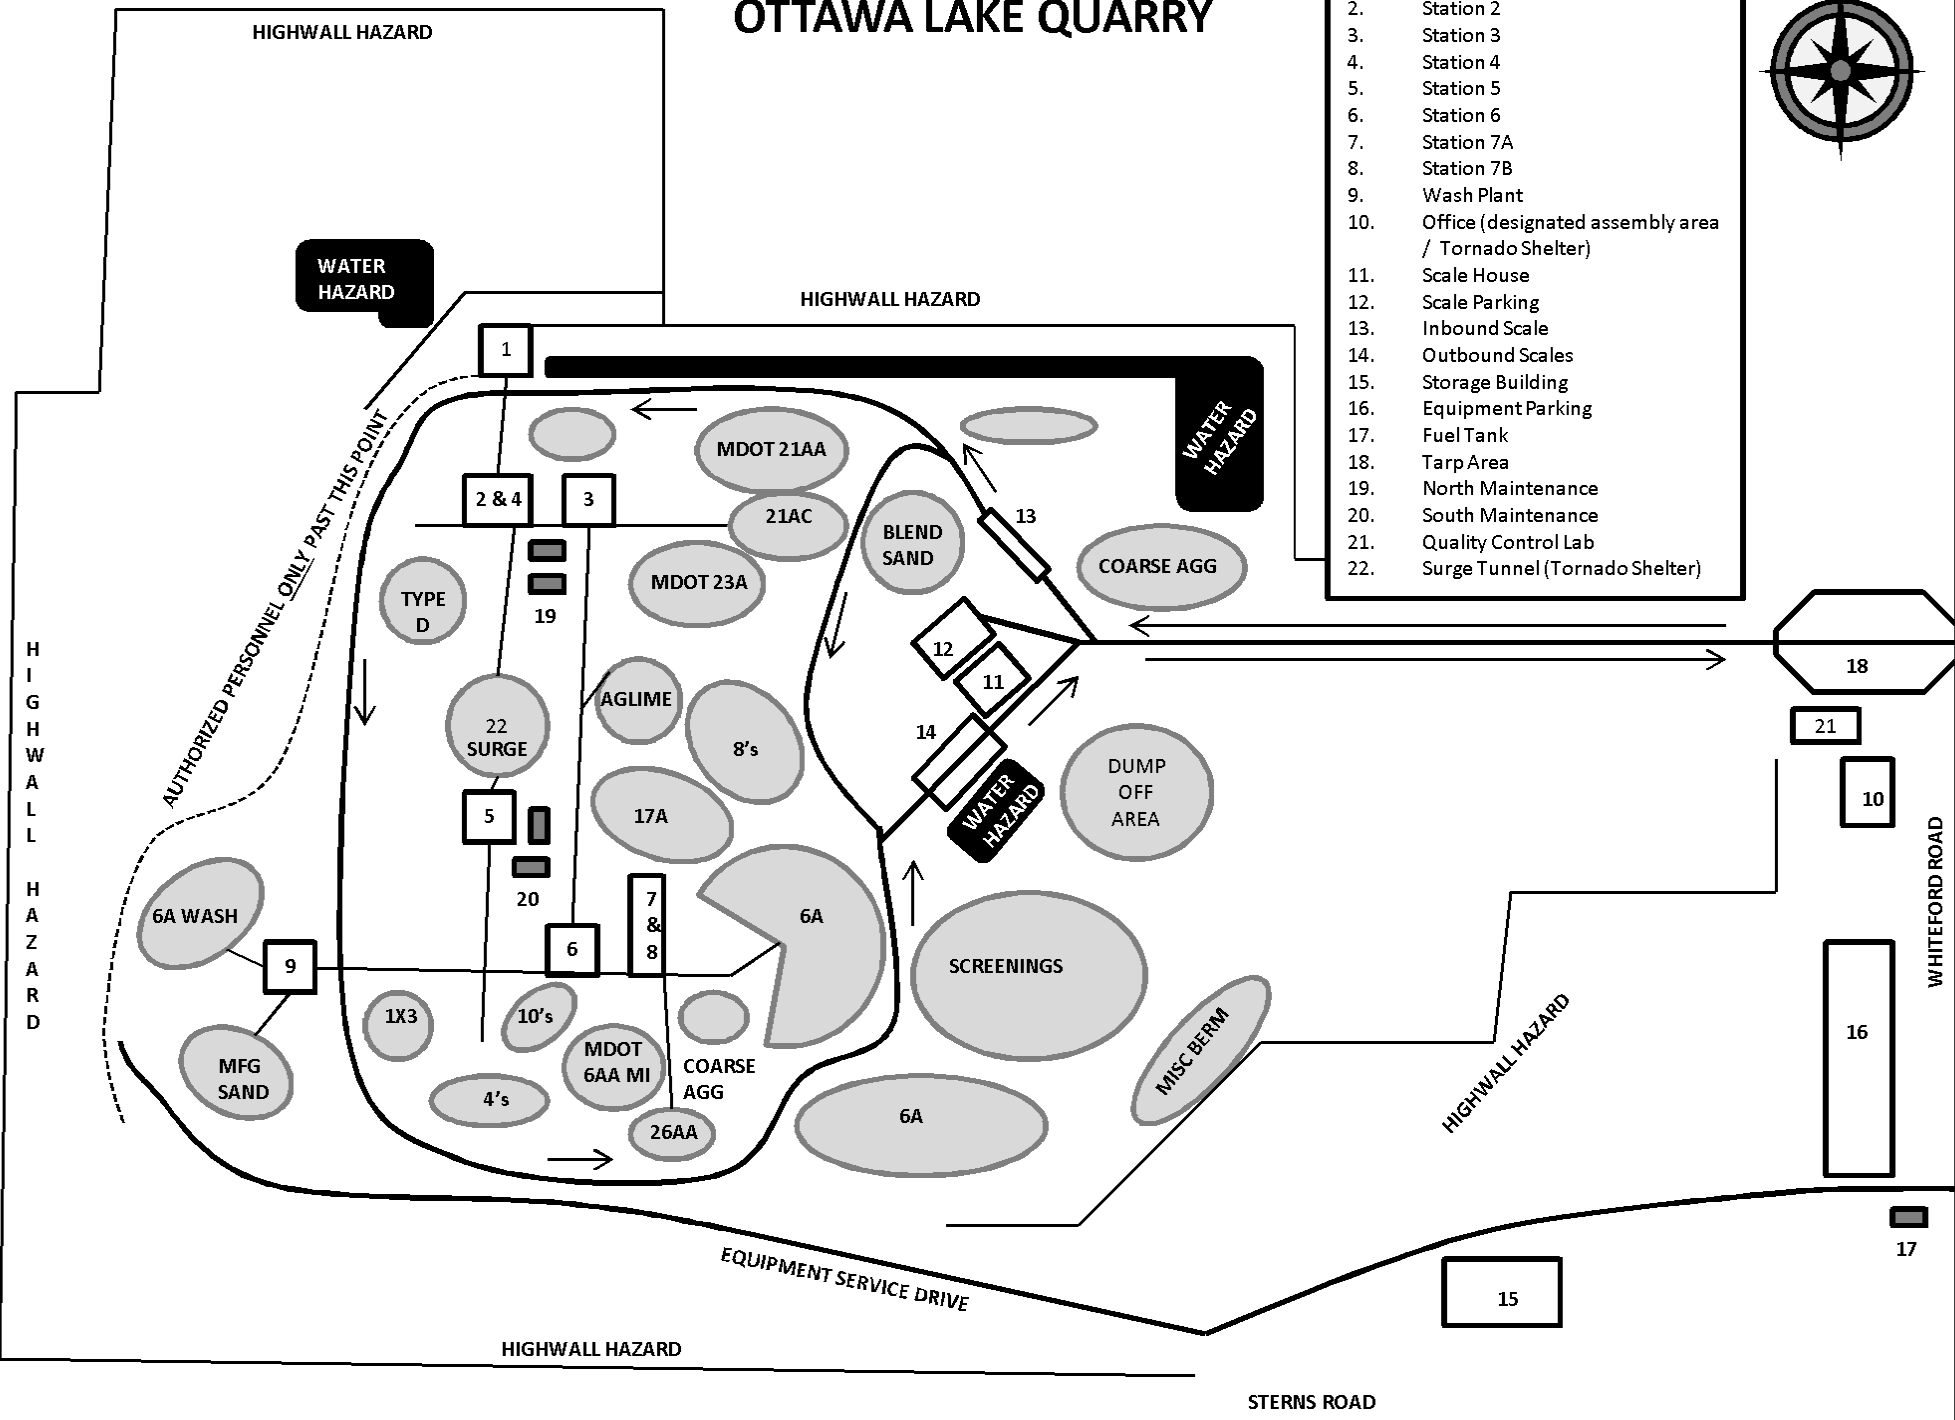 OTTAWA LAKE QUARRY
HIGHWALL HAZARD
2. Station 2
3. Station 3
4. Station 4
5. Station 5
6. Station 6
7. Station 7A
8. Station 7B
9. Wash Plant
10. Office (designated assembly area
/ Tornado Shelter)
11. Scale House
12. Scale Parking
13. Inbound Scale
14. Outbound Scales
15. Storage Building
16. Equipment Parking
17. Fuel Tank
18. Tarp Area
19. North Maintenance
20. South Maintenance
21. Quality Control Lab
22. Surge Tunnel (Tornado Shelter)
WATER
HAZARD
HIGHWALL HAZARD
1
WATER
HAZARD
AUTHORIZED PERSONNEL ONLY PAST THIS POINT
MDOT 21AA
2 & 4
3
21AC
13
BLEND
SAND
COARSE AGG
MDOT 23A
TYPE
D
19
12
11
18
HIGHWALL HAZARD
AGLIME
22
SURGE
8's
14
21
DUMP
OFF
AREA
WATER
HAZARD
10
5
17A
WHITEFORD ROAD
20
7
&
8
6A
6A WASH
6
9
SCREENINGS
1X3
10's
MISC BERM
HIGHWALL HAZARD
16
MDOT
6AA MI
COARSE
AGG
MFG
SAND
4's
6A
26AA
EQUIPMENT SERVICE DRIVE
17
15
HIGHWALL HAZARD
STERNS ROAD